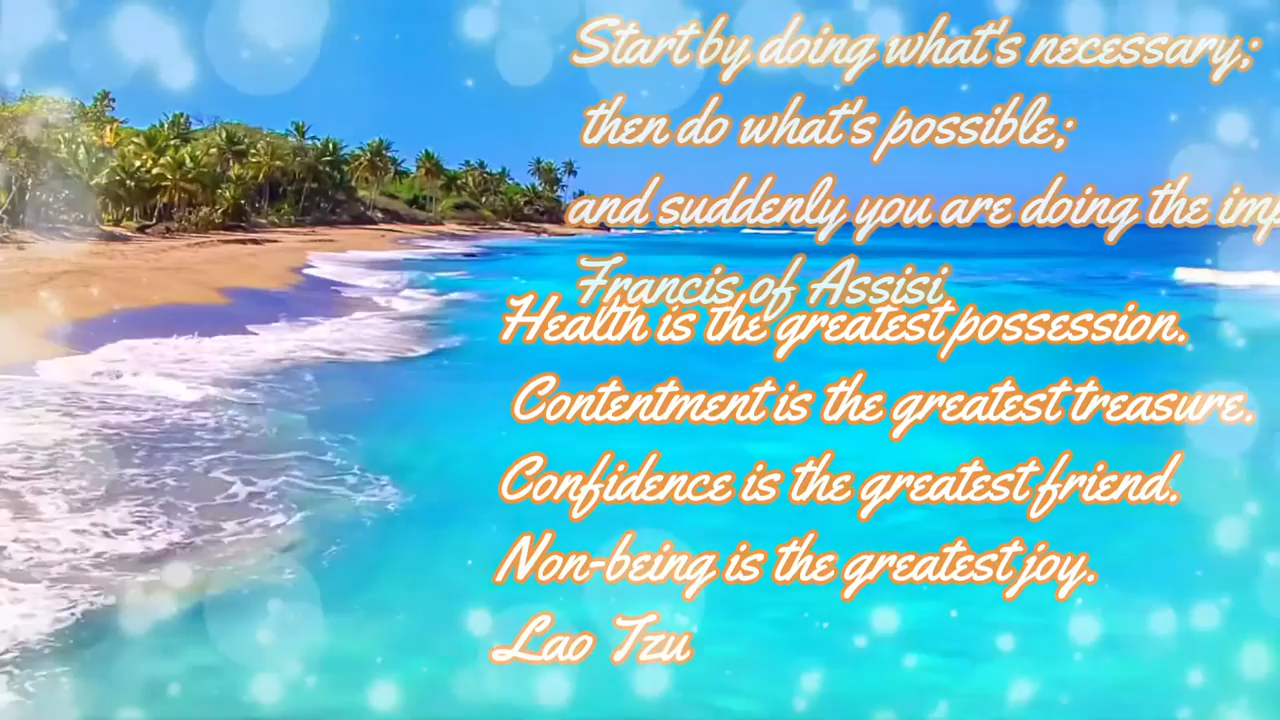 Start by doing what's necessary;
then do what's possible;
and suddenly you are doing the imp
Francis of Assisi
Health is the greatest possession.
Contentment is the greatest treasure.
Confidence is the greatest friend.
Non-being is the greatest joy.
Lao Tzu